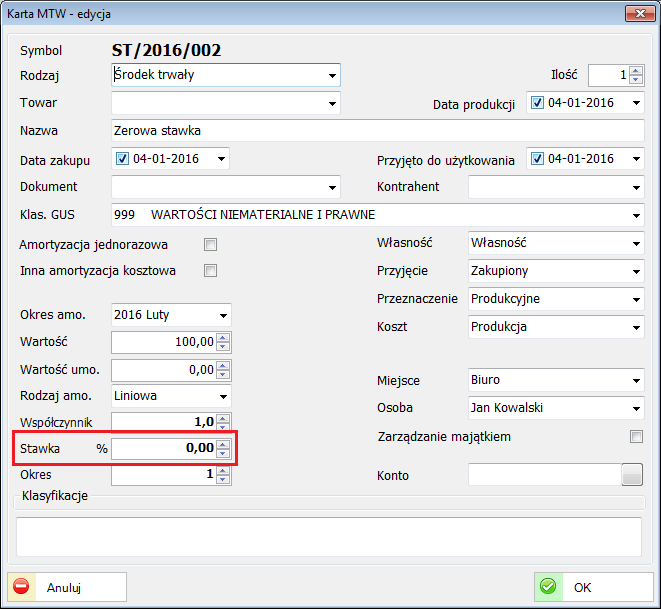 Karta MTW - edycja
Symbol ST/2016/002
Rodzaj Środek trwały Ilość 1
Towar Data produkcji 04-01-2016
Nazwa Zerowa stawka
Data zakupu 04-01-2016 Przyjęto do użytkowania 04-01-2016
Dokument Kontrahent
Klas. GUS 999 WARTOŚCI NIEMATERIALNE I PRAWNE
Amortyzacja jednorazowa Własność Własność
Inna amortyzacja kosztowa Przyjęcie Zakupiony
Przeznaczenie Produkcyjne
Okres amo. 2016 Luty Koszt Produkcja
Wartość 100,00
Wartość umo. 0,00 Miejsce Biuro
Rodzaj amo. Liniowa Osoba Jan Kowalski
Współczynnik 1,0
Stawka % 0,00 Zarządzanie majątkiem
Okres 1 Konto
Klasyfikacje
Anuluj OK